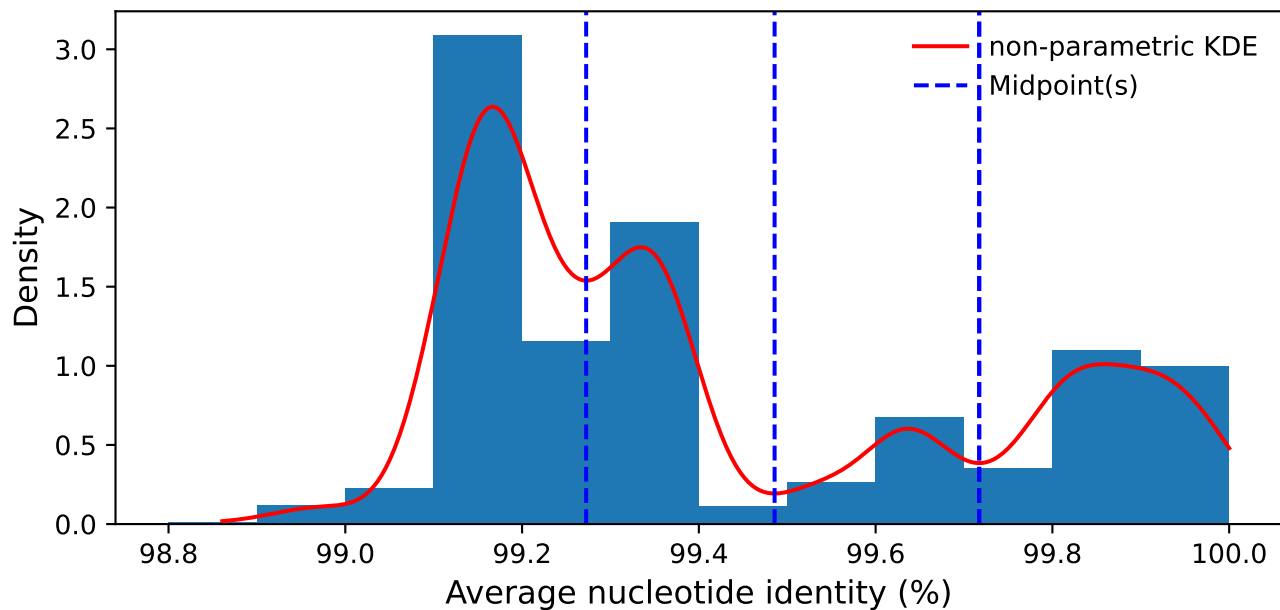 non-parametric KDE
Midpoint(s)
Density
3.0
2.5
2.0
1.5
1.0
0.5
0.0
98.8 99.0 99.2 99.4 99.6 99.8 100.0
Average nucleotide identity (%)